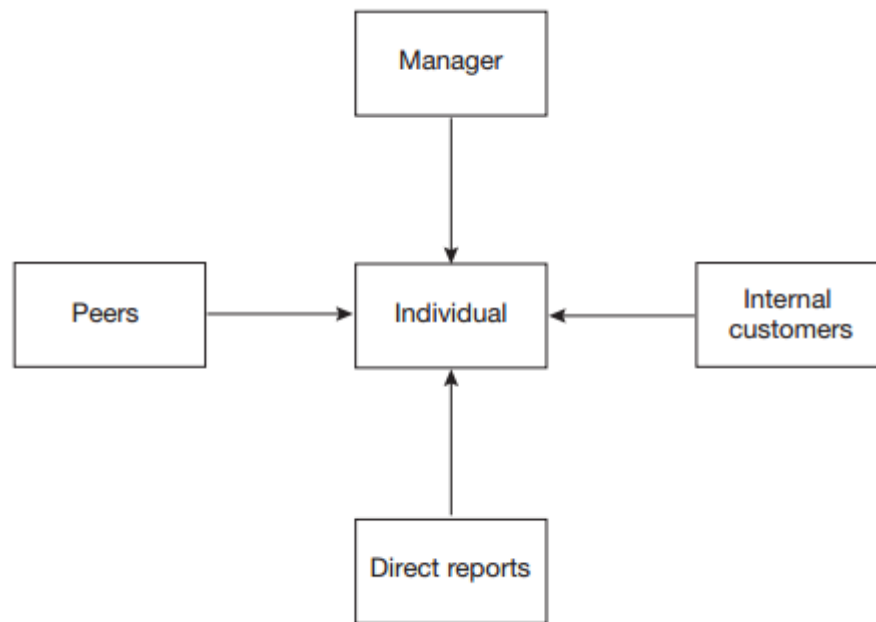 Manager
Peers
Individual
Internal
customers
Direct reports